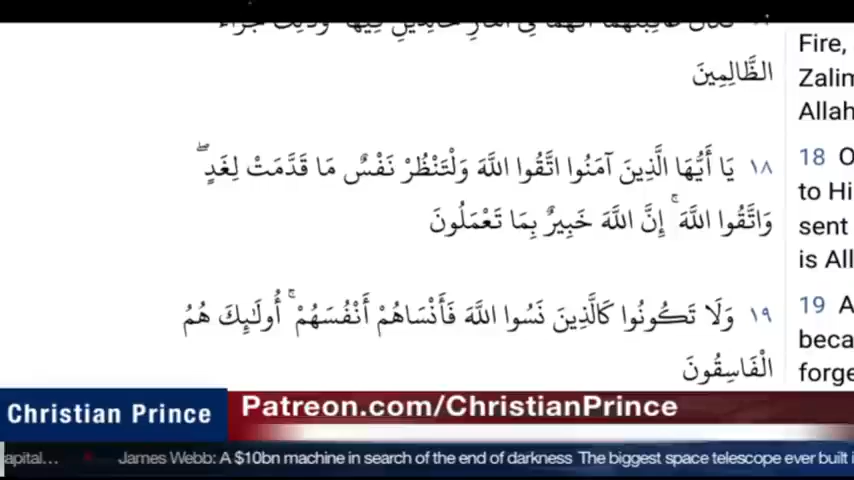 الظَّالِمِينَ
١٨ يَا أَيُّهَا الَّذِينَ آمَنُوا اتَّقُوا اللَّهَ وَلْتَنْظُرْ نَفْسٌ مَا قَدَّمَتْ لِغَدٍ ۖ
وَاتَّقُوا اللَّهَ ۚ إِنَّ اللَّهَ خَبِيرٌ بِمَا تَعْمَلُونَ
١٩ وَلَا تَكُونُوا كَالَّذِينَ نَسُوا اللَّهَ فَأَنْسَاهُمْ أَنْفُسَهُمْ ۚ أُولَٰئِكَ هُمُ
الْفَاسِقُونَ
Fire,
Zalim
Allah
18 O
to Hi
sent
is All
19 A
beca
forge
Christian Prince
Patreon.com/ChristianPrince
apital... James Webb: A $10bn machine in search of the end of darkness The biggest space telescope ever built i